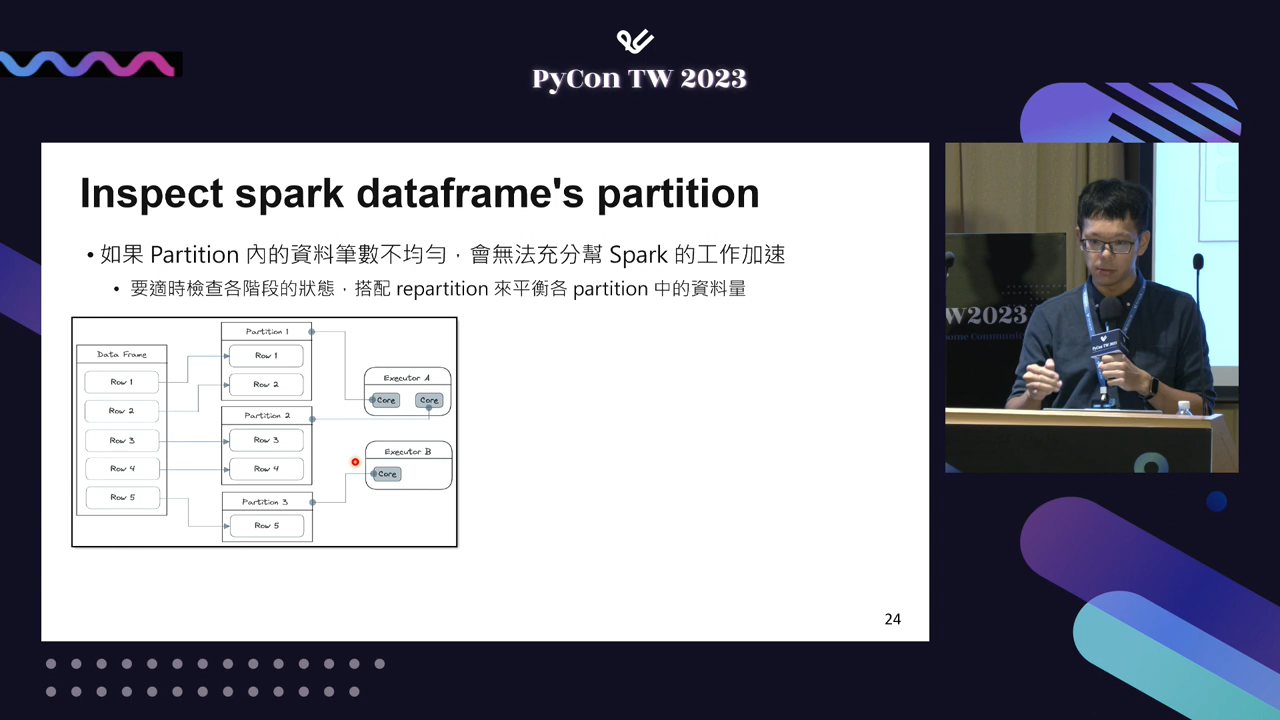 PyCon TW 2023
Inspect spark dataframe's partition
• 如果 Partition 內的資料筆數不均勻，會無法充分幫 Spark 的工作加速
• 要適時檢查各階段的狀態，搭配 repartition 來平衡各 partition 中的資料量
Data Frame
Row 1
Row 2
Row 3
Row 4
Row 5
Partition 1
Row 1
Row 2
Partition 2
Row 3
Row 4
Partition 3
Row 5
Executor A
Core
Core
Executor B
Core
24
W2023
PyCon TW 2023